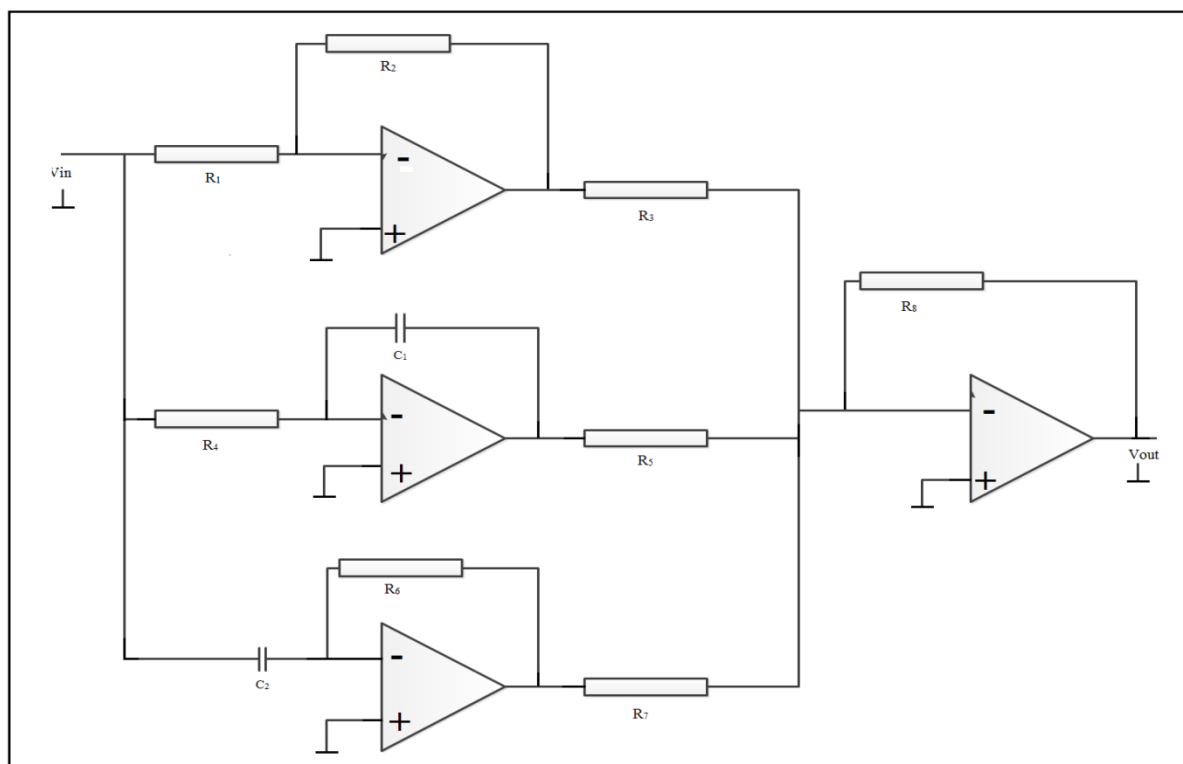 R₂
-
Vin
R₁
R₃
+
R₈
C₁
-
-
R₄
R₅
Vout
+
+
R₆
-
C₂
R₇
+